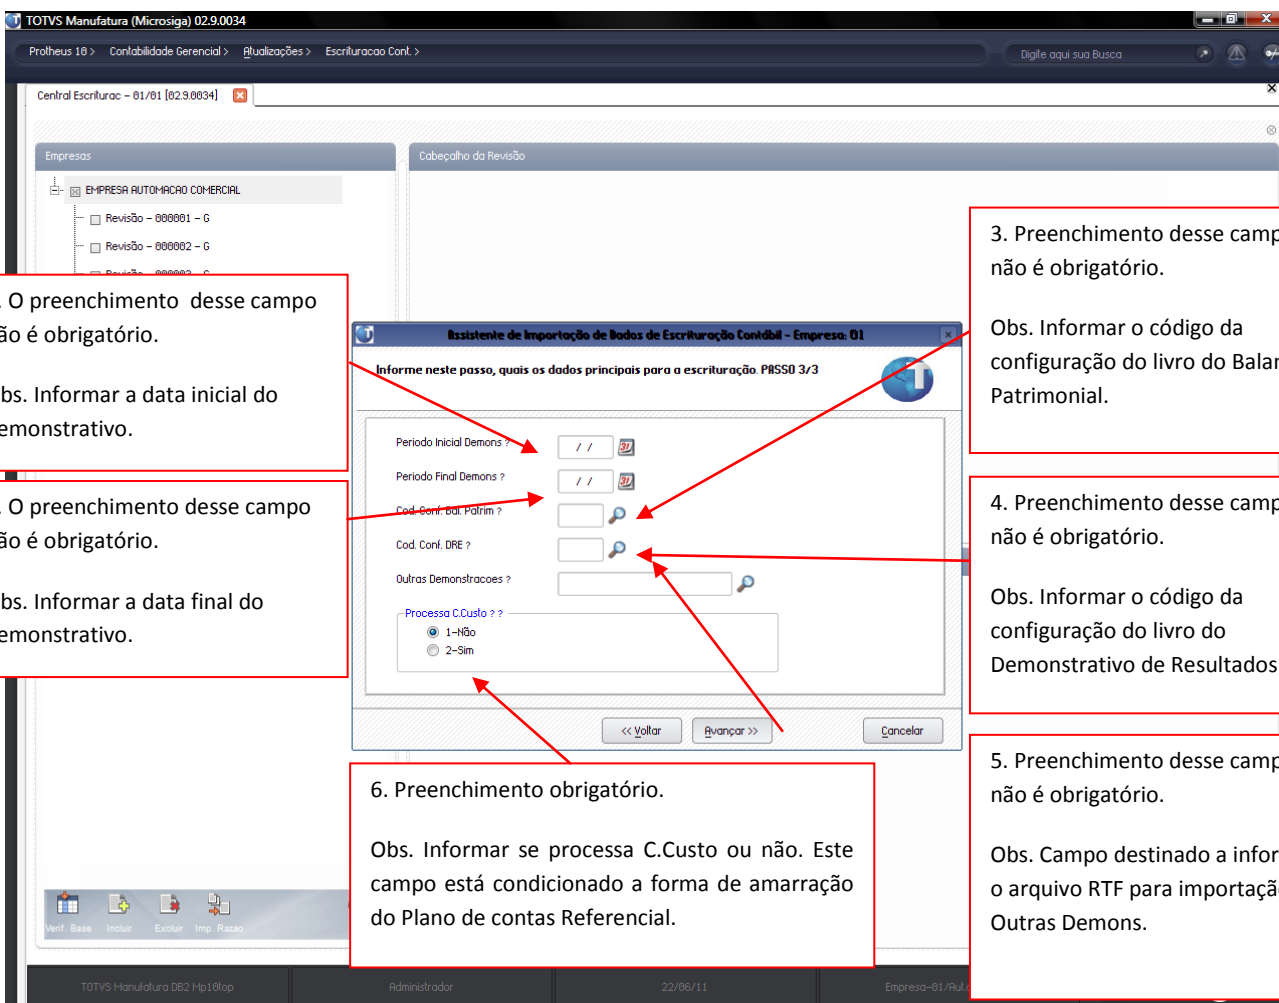 TOTVS Manufatura (Microsiga) 02.9.0034
Protheus 10 > Contabilidade Gerencial > Atualizações > Escrituracao Cont. >
Digite aqui sua Busca
Central Escriturac - 01/01 [02.9.0034]
Empresas
Cabeçalho da Revisão
EMPRESA AUTOMACAO COMERCIAL
Revisão - 000001 - G
Revisão - 000002 - G
Revisão - 000003 - G
. O preenchimento desse campo
ão é obrigatório.
bs. Informar a data inicial do
emonstrativo.
. O preenchimento desse campo
ão é obrigatório.
bs. Informar a data final do
emonstrativo.
Assistente de Importação de Dados de Escrituração Contábil - Empresa: 01
Informe neste passo, quais os dados principais para a escrituração. PASSO 3/3
Periodo Inicial Demons ?
/ /
31
Periodo Final Demons ?
/ /
31
Cod. Conf. Bal. Patrim ?
Cod. Conf. DRE ?
Outras Demonstracoes ?
Processa C.Custo ? ?
1-Não
2-Sim
<< Voltar
Avançar >>
Cancelar
3. Preenchimento desse camp
não é obrigatório.
Obs. Informar o código da
configuração do livro do Balan
Patrimonial.
4. Preenchimento desse camp
não é obrigatório.
Obs. Informar o código da
configuração do livro do
Demonstrativo de Resultados
5. Preenchimento desse camp
não é obrigatório.
Obs. Campo destinado a infor
o arquivo RTF para importaçã
Outras Demons.
6. Preenchimento obrigatório.
Obs. Informar se processa C.Custo ou não. Este
campo está condicionado a forma de amarração
do Plano de contas Referencial.
Verif. Base
Incluir
Excluir
Imp. Razao
TOTVS Manufatura DB2 Mp10top
Administrador
22/06/11
Empresa-01/